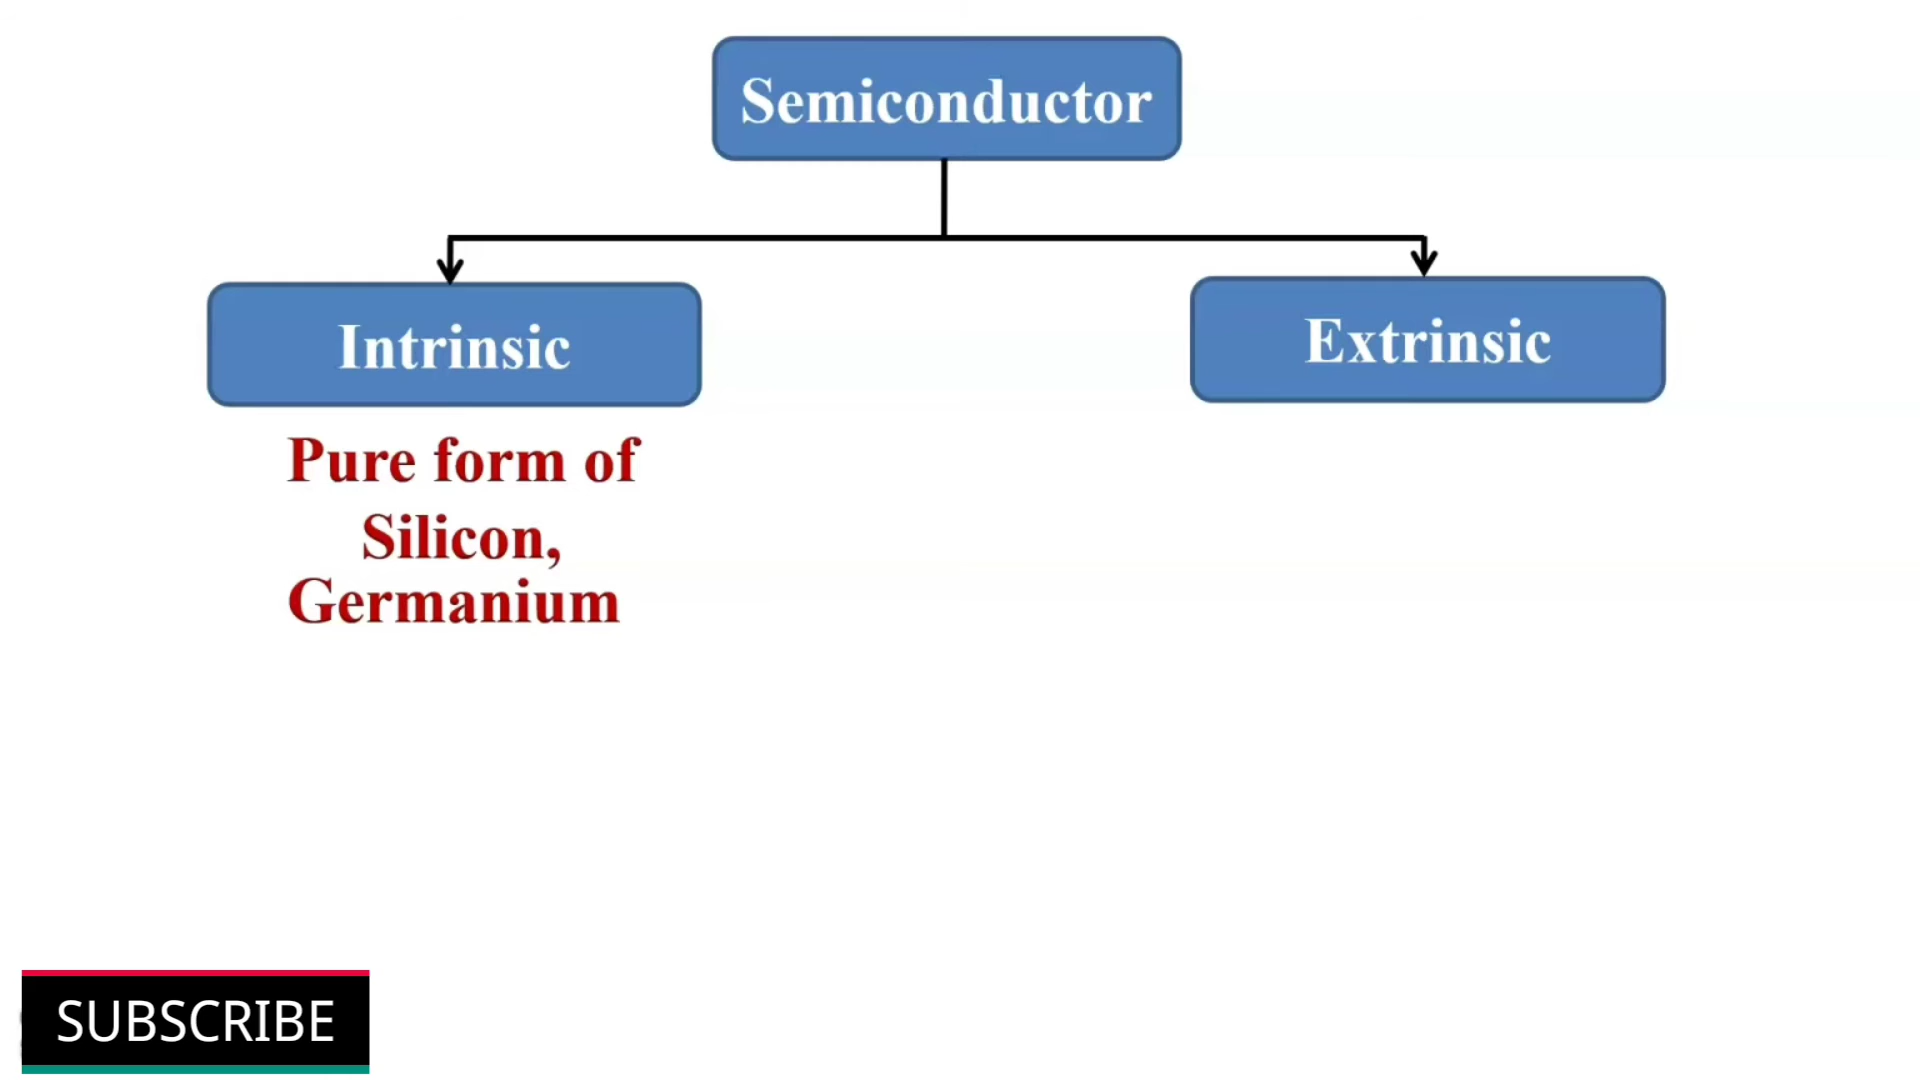 Semiconductor
Intrinsic
Extrinsic
Pure form of
Silicon,
Germanium
SUBSCRIBE